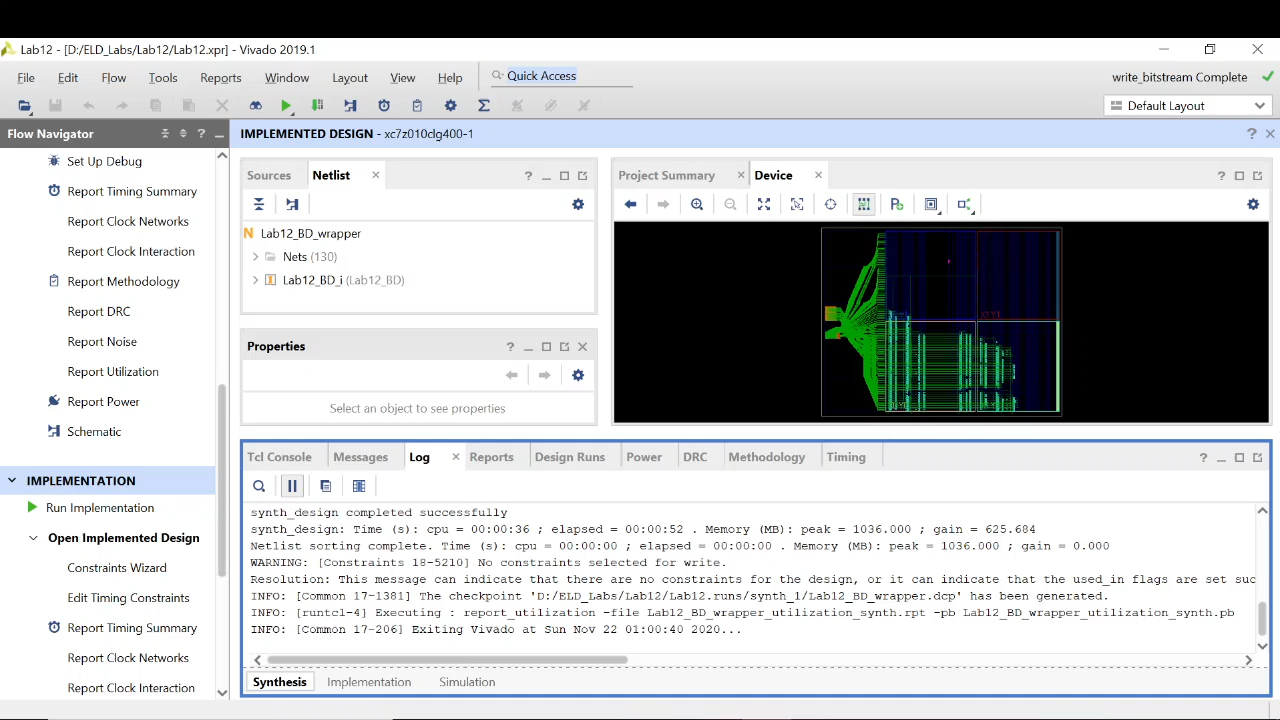 Lab12 - [D:/ELD_Labs/Lab12/Lab12.xpr] - Vivado 2019.1
File Edit Flow Tools Reports Window Layout View Help Quick Access write_bitstream Complete
Default Layout
Flow Navigator ?
IMPLEMENTED DESIGN - xc7z010clg400-1 ?
Set Up Debug
Report Timing Summary
Report Clock Networks
Report Clock Interaction
Report Methodology
Report DRC
Report Noise
Report Utilization
Report Power
Schematic
IMPLEMENTATION
Run Implementation
Open Implemented Design
Constraints Wizard
Edit Timing Constraints
Report Timing Summary
Report Clock Networks
Report Clock Interaction
Sources Netlist ?
N Lab12_BD_wrapper
Nets (130)
Lab12_BD_i (Lab12_BD)
Properties ?
Select an object to see properties
Project Summary Device ?
X1Y1
Tcl Console Messages Log Reports Design Runs Power DRC Methodology Timing ?
synth_design completed successfully
synth_design: Time (s): cpu = 00:00:36 ; elapsed = 00:00:52 . Memory (MB): peak = 1036.000 ; gain = 625.684
Netlist sorting complete. Time (s): cpu = 00:00:00 ; elapsed = 00:00:00 . Memory (MB): peak = 1036.000 ; gain = 0.000
WARNING: [Constraints 18-5210] No constraints selected for write.
Resolution: This message can indicate that there are no constraints for the design, or it can indicate that the used_in flags are set suc
INFO: [Common 17-1381] The checkpoint 'D:/ELD_Labs/Lab12/Lab12.runs/synth_1/Lab12_BD_wrapper.dcp' has been generated.
INFO: [runtcl-4] Executing : report_utilization -file Lab12_BD_wrapper_utilization_synth.rpt -pb Lab12_BD_wrapper_utilization_synth.pb
INFO: [Common 17-206] Exiting Vivado at Sun Nov 22 01:00:40 2020...
Synthesis Implementation Simulation